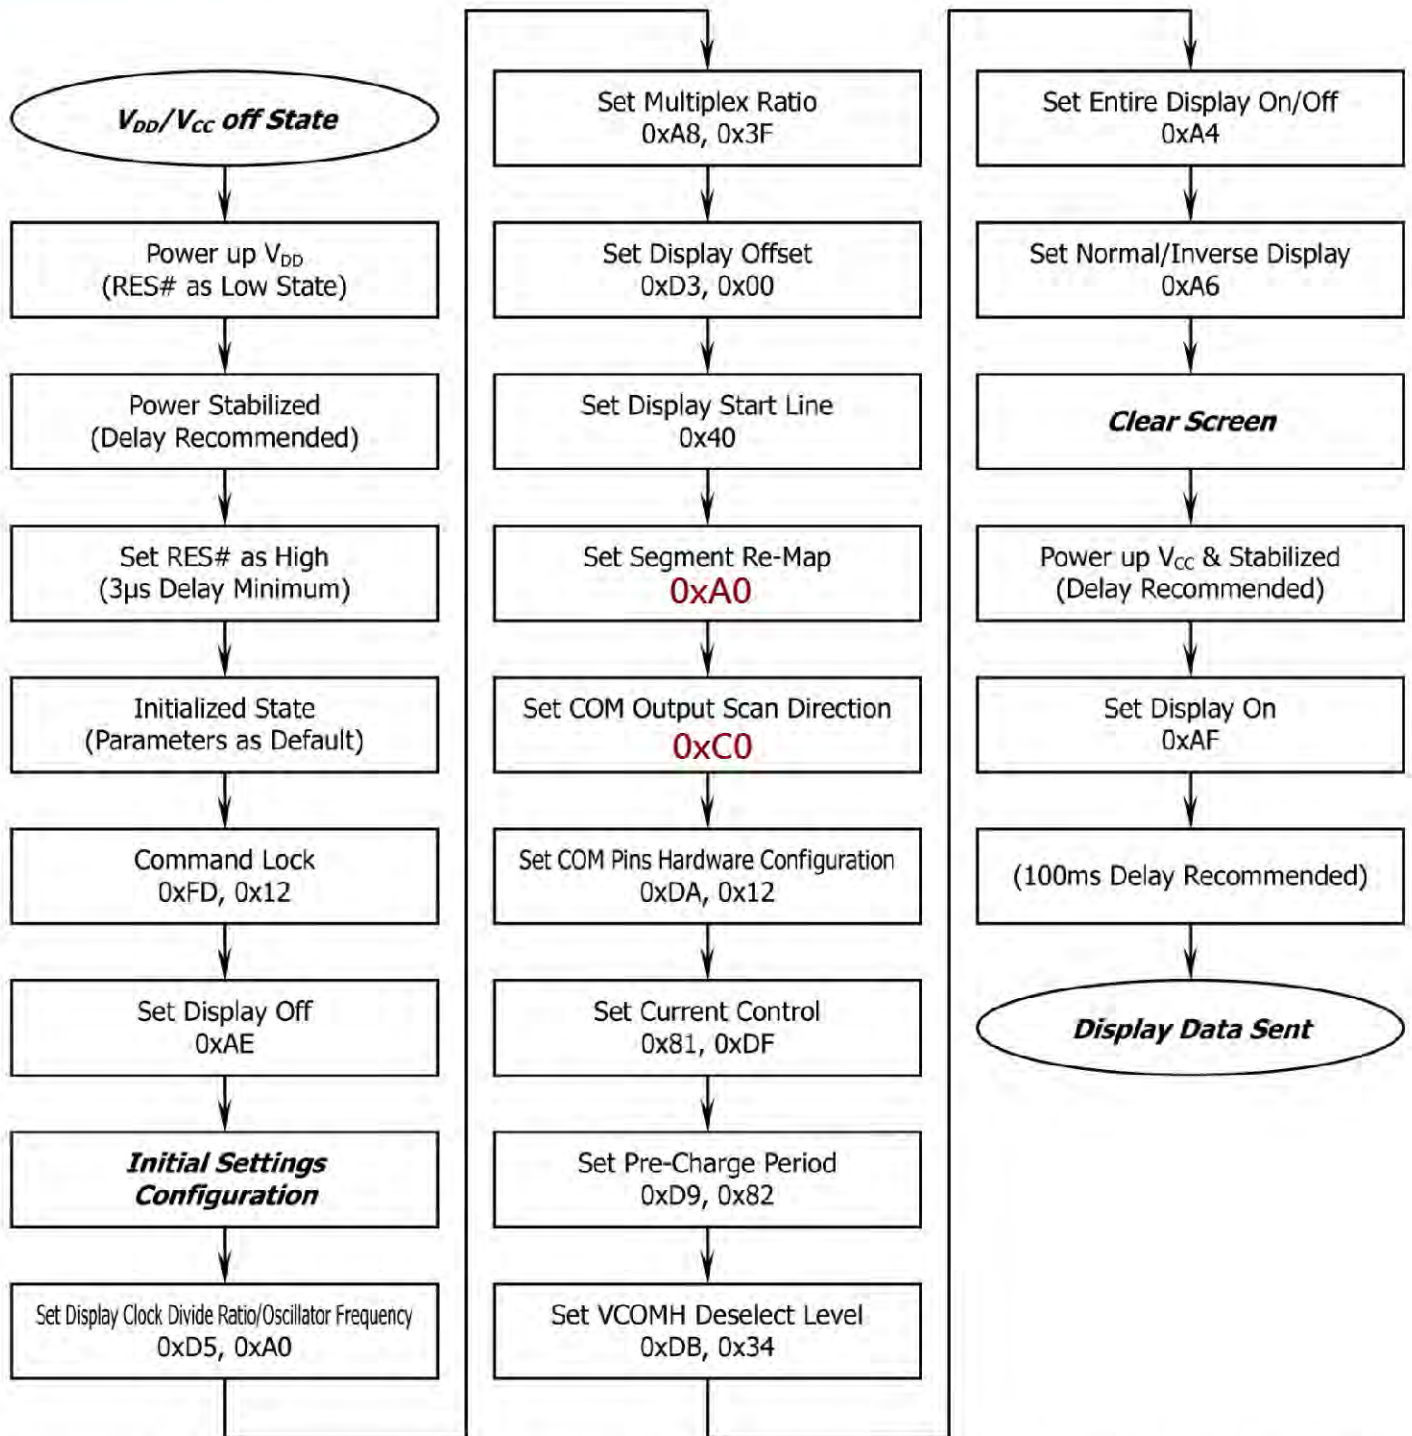 V_DD/V_CC off State
Power up V_DD
(RES# as Low State)
Power Stabilized
(Delay Recommended)
Set RES# as High
(3μs Delay Minimum)
Initialized State
(Parameters as Default)
Command Lock
0xFD, 0x12
Set Display Off
0xAE
Initial Settings
Configuration
Set Display Clock Divide Ratio/Oscillator Frequency
0xD5, 0xA0
Set Multiplex Ratio
0xA8, 0x3F
Set Display Offset
0xD3, 0x00
Set Display Start Line
0x40
Set Segment Re-Map
0xA0
Set COM Output Scan Direction
0xC0
Set COM Pins Hardware Configuration
0xDA, 0x12
Set Current Control
0x81, 0xDF
Set Pre-Charge Period
0xD9, 0x82
Set VCOMH Deselect Level
0xDB, 0x34
Set Entire Display On/Off
0xA4
Set Normal/Inverse Display
0xA6
Clear Screen
Power up V_CC & Stabilized
(Delay Recommended)
Set Display On
0xAF
(100ms Delay Recommended)
Display Data Sent